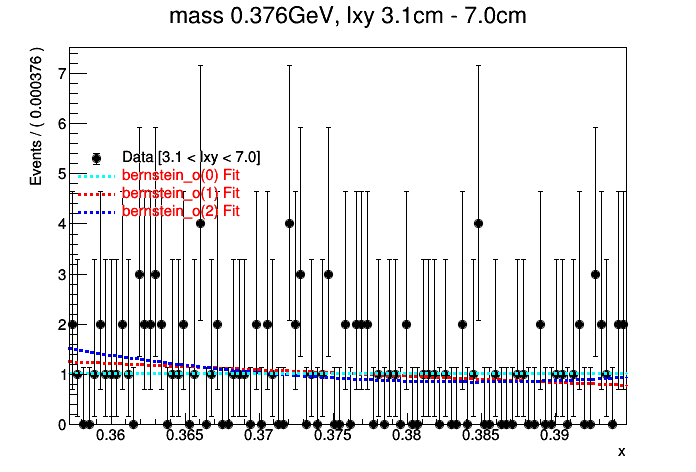 mass 0.376GeV, lxy 3.1cm - 7.0cm
Events / ( 0.000376 )
7
6
5
4
3
2
1
0
Data [3.1 < lxy < 7.0]
bernstein_o(0) Fit
bernstein_o(1) Fit
bernstein_o(2) Fit
0.36 0.365 0.37 0.375 0.38 0.385 0.39
x